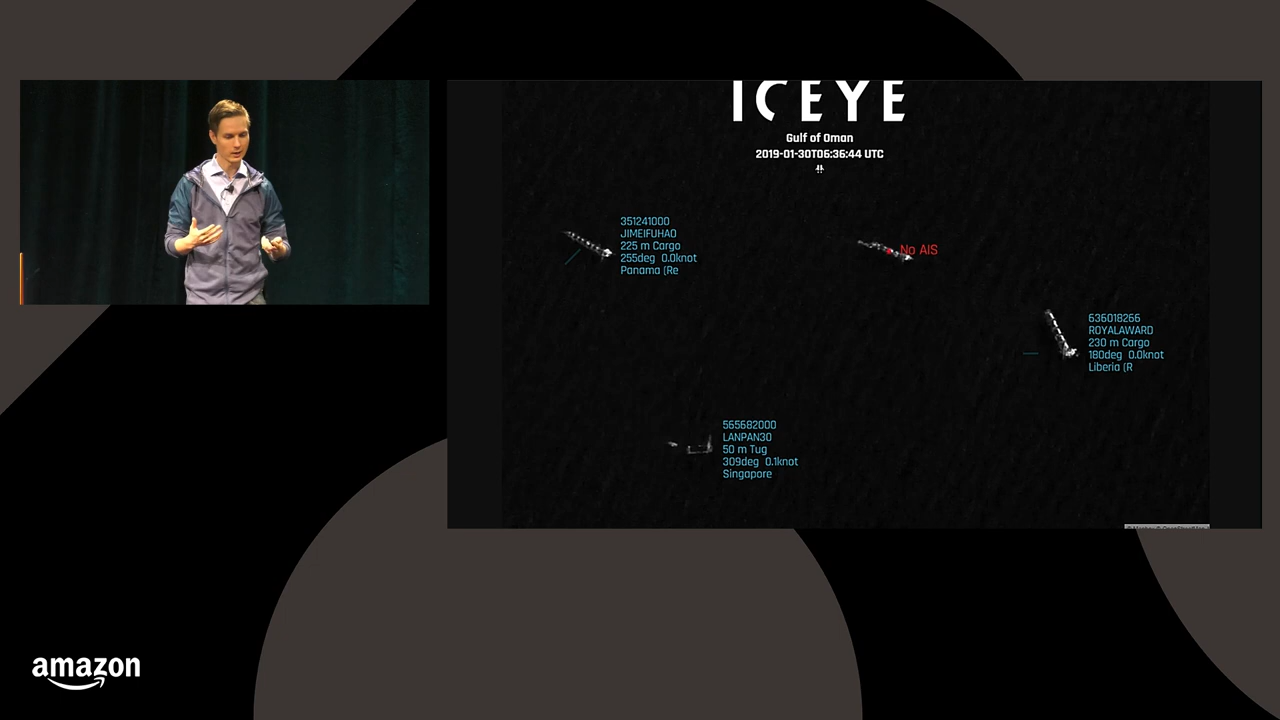 ICEYE
Gulf of Oman
2019-01-30T06:36:44 UTC
351241000
JIMEIFUHAO
225 m Cargo
255deg 0.0knot
Panama (Re
No AIS
636018266
ROYALAWARD
230 m Cargo
180deg 0.0knot
Liberia (R
565682000
LANPAN30
50 m Tug
309deg 0.1knot
Singapore
amazon